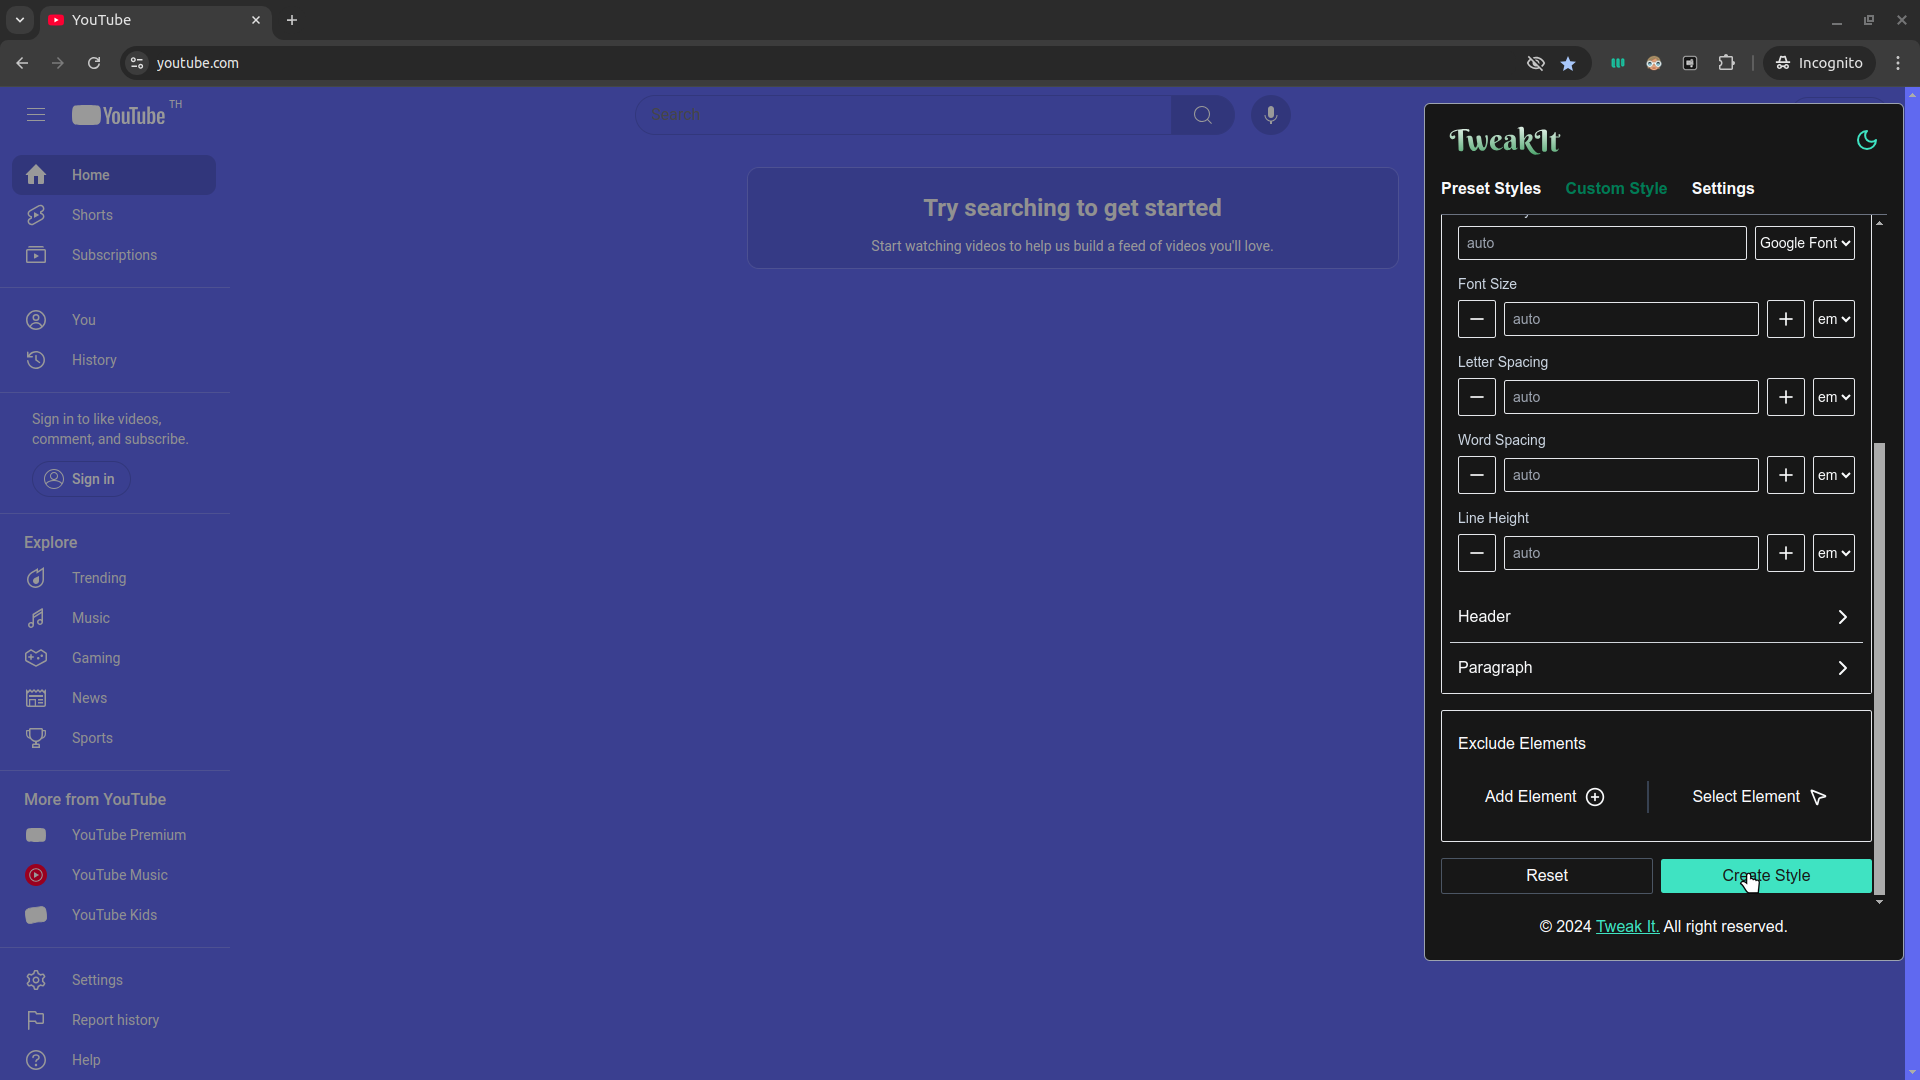 YouTube
youtube.com
Incognito
YouTube TH
Search
Home
Shorts
Subscriptions
You
History
Sign in to like videos,
comment, and subscribe.
Sign in
Explore
Trending
Music
Gaming
News
Sports
More from YouTube
YouTube Premium
YouTube Music
YouTube Kids
Settings
Report history
Help
Try searching to get started
Start watching videos to help us build a feed of videos you'll love.
TweakIt
Preset Styles Custom Style Settings
auto Google Font
Font Size
auto em
Letter Spacing
auto em
Word Spacing
auto em
Line Height
auto em
Header
Paragraph
Exclude Elements
Add Element Select Element
Reset Create Style
© 2024 Tweak It. All right reserved.